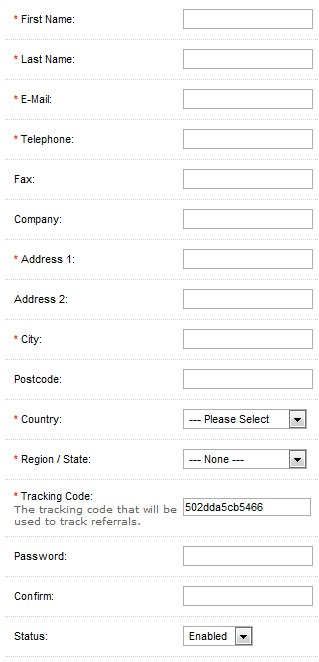 * First Name:
* Last Name:
* E-Mail:
* Telephone:
Fax:
Company:
* Address 1:
Address 2:
* City:
Postcode:
* Country: --- Please Select
* Region / State: --- None ---
* Tracking Code:
The tracking code that will be
used to track referrals.
502dda5cb5466
Password:
Confirm:
Status: Enabled